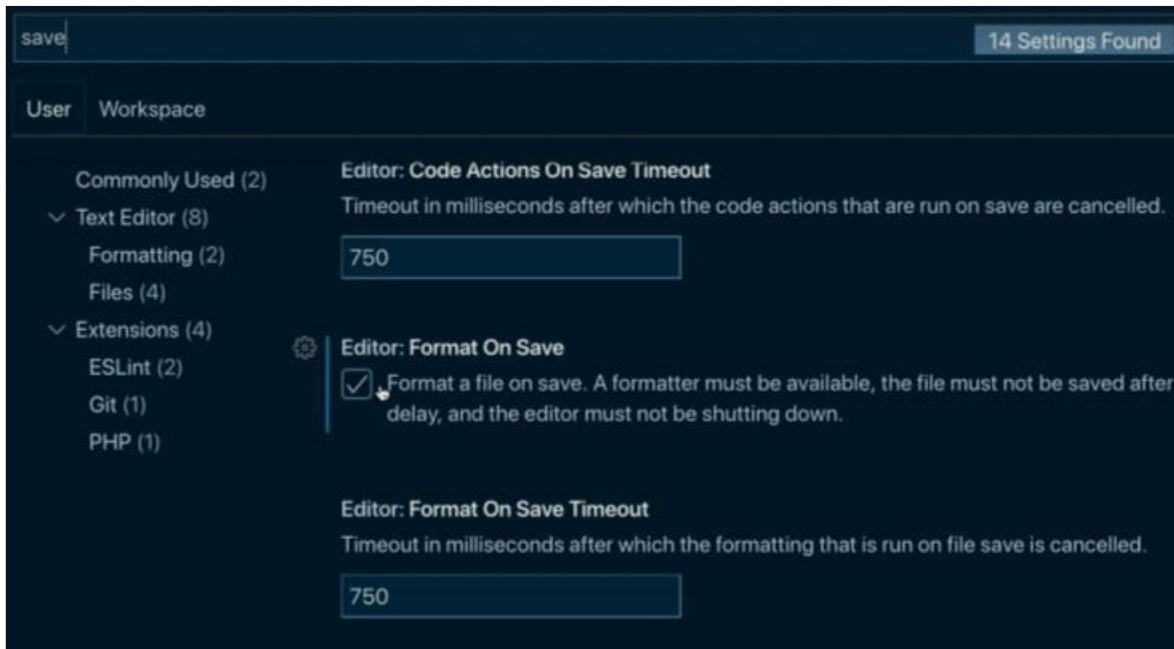 save
14 Settings Found
User
Workspace
Commonly Used (2)
Text Editor (8)
Formatting (2)
Files (4)
Extensions (4)
ESLint (2)
Git (1)
PHP (1)
Editor: Code Actions On Save Timeout
Timeout in milliseconds after which the code actions that are run on save are cancelled.
750
Editor: Format On Save
Format a file on save. A formatter must be available, the file must not be saved after
delay, and the editor must not be shutting down.
Editor: Format On Save Timeout
Timeout in milliseconds after which the formatting that is run on file save is cancelled.
750